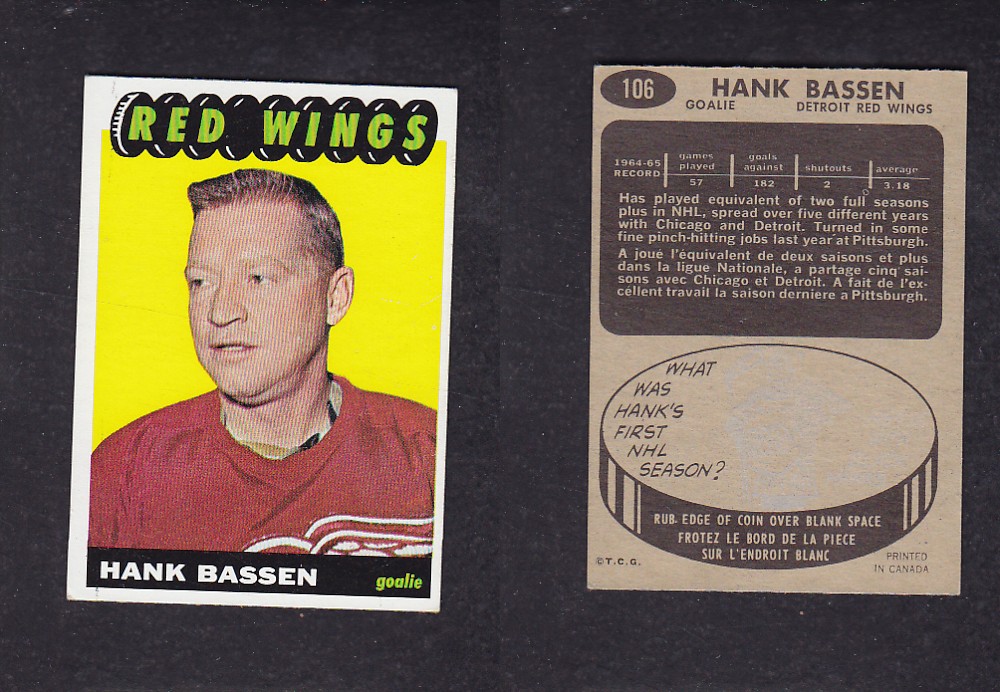 RED WINGS
HANK BASSEN
goalie
106
HANK BASSEN
GOALIE DETROIT RED WINGS
1964-65 RECORD
games played
goals against
shutouts
average
57 182 2 3.18
Has played equivalent of two full seasons
plus in NHL, spread over five different years
with Chicago and Detroit. Turned in some
fine pinch-hitting jobs last year at Pittsburgh.
A joué l'équivalent de deux saisons et plus
dans la ligue Nationale, a partage cinq sai-
sons avec Chicago et Detroit. A fait de l'ex-
céllent travail la saison derniere a Pittsburgh.
WHAT
WAS
HANK'S
FIRST
NHL
SEASON?
RUB EDGE OF COIN OVER BLANK SPACE
FROTEZ LE BORD DE LA PIECE
SUR L'ENDROIT BLANC
©T.C.G.
PRINTED
IN CANADA